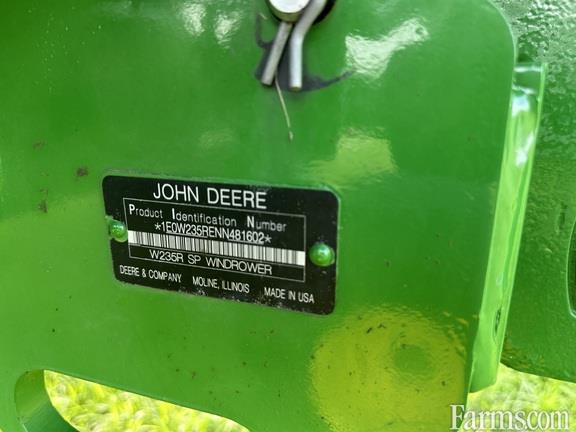 JOHN DEERE
Product Identification Number
*1E0W235RENN481602*
W235R SP WINDROWER
DEERE & COMPANY MOLINE, ILLINOIS MADE IN USA
Farms.com